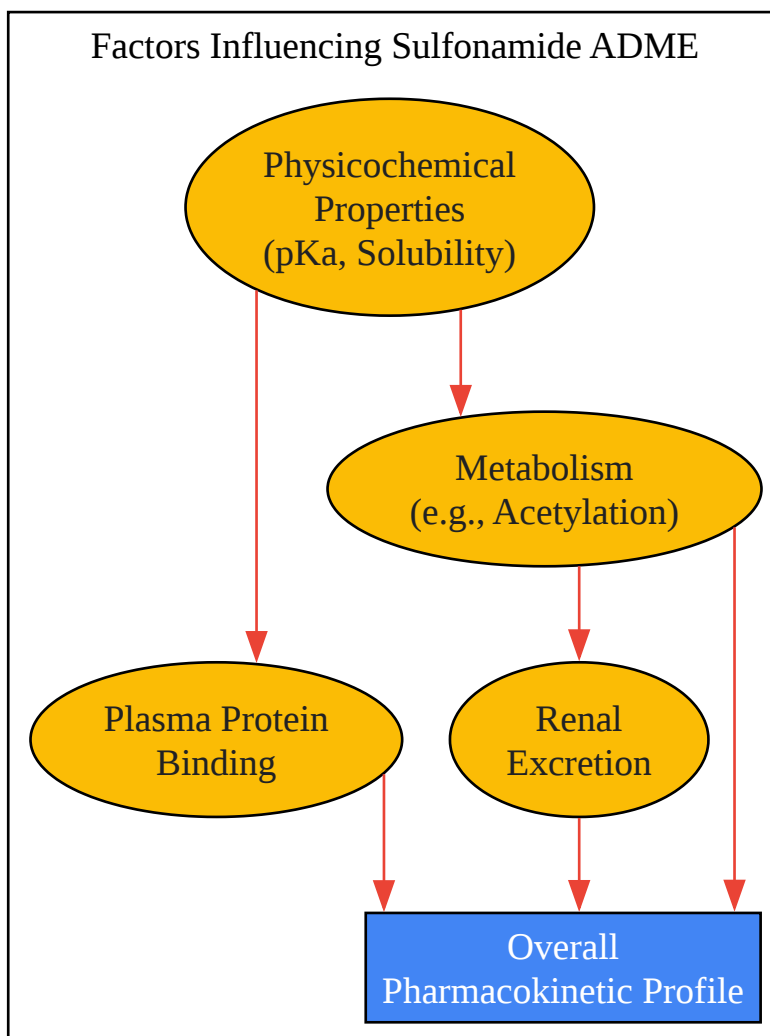 Factors Influencing Sulfonamide ADME
Physicochemical
Properties
(pKa, Solubility)
Metabolism
(e.g., Acetylation)
Plasma Protein
Binding
Renal
Excretion
Overall
Pharmacokinetic Profile